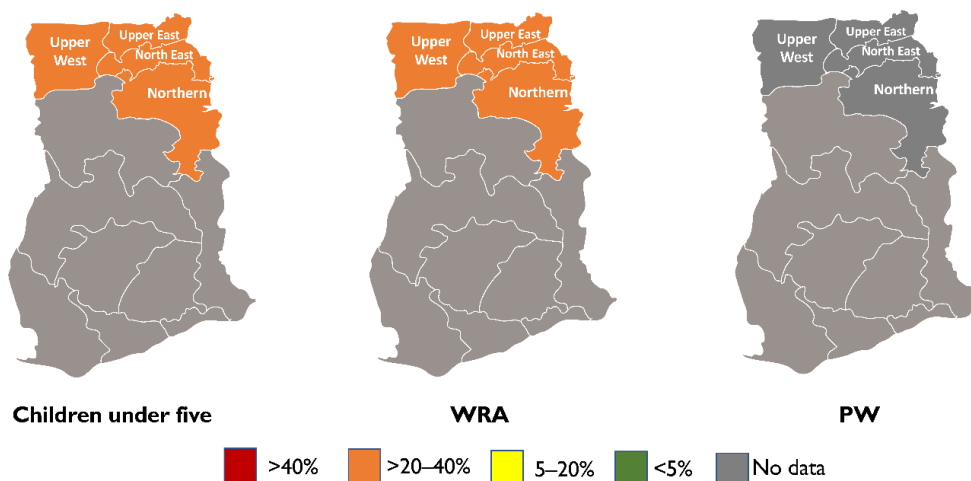 Upper
West
Upper East
North East
Northern
Upper
West
Upper East
North East
Northern
Upper
West
Upper East
North East
Northern
Children under five
WRA
PW
>40%
>20–40%
5–20%
<5%
No data